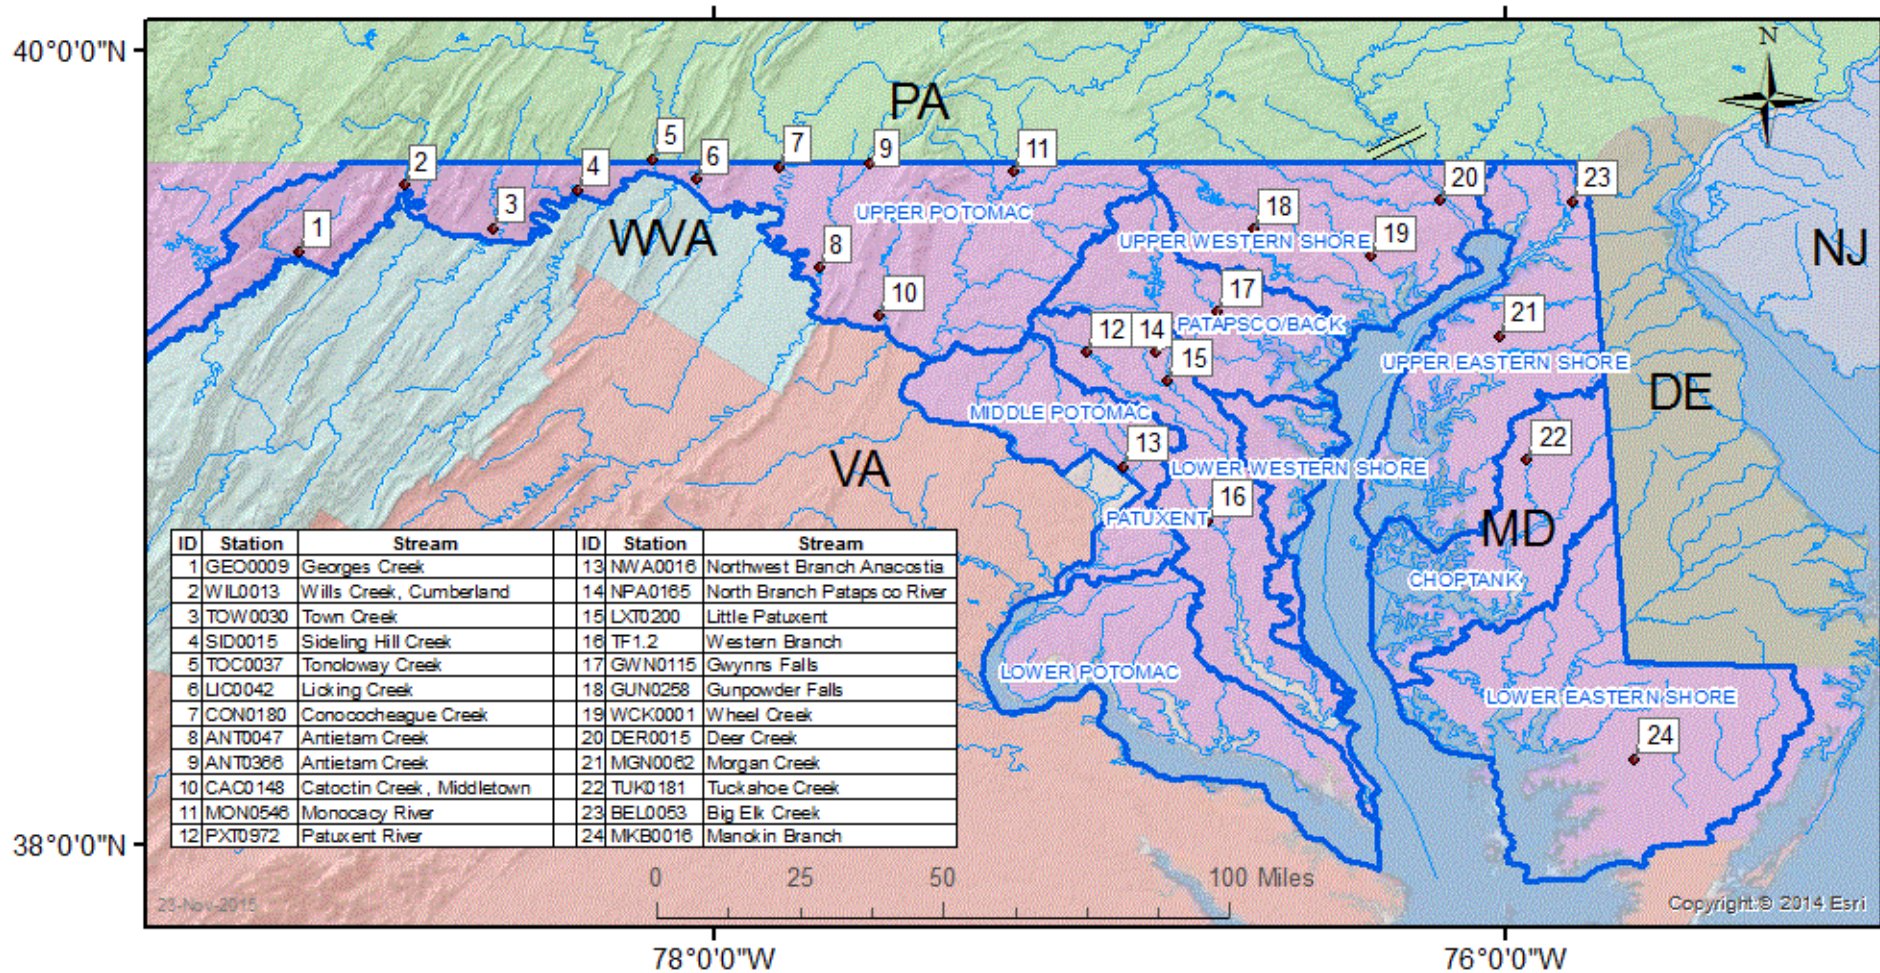 40°0'0"N
N
PA
5
7
9
11
2
4
6
3
20
23
1
UPPER POTOMAC
18
WVA
UPPER WESTERN SHORE
19
NJ
8
10
17
12
14
PATAPSCO/BACK
21
15
UPPER EASTERN SHORE
DE
MIDDLE POTOMAC
13
22
VA
LOWER WESTERN SHORE
16
PATUXENT
MD
ID Station Stream ID Station Stream
1 GEO0009 Georges Creek 13 NWA0016 Northwest Branch Anacostia
2 WIL0013 Wills Creek, Cumberland 14 NPA0165 North Branch Patapsco River
3 TOW0030 Town Creek 15 LXT0200 Little Patuxent
4 SID0015 Sideling Hill Creek 16 TF1.2 Western Branch
5 TOC0037 Tonoloway Creek 17 GWN0115 Gwynns Falls
6 LIC0042 Licking Creek 18 GUN0258 Gunpowder Falls
7 CON0180 Conococheague Creek 19 WCK0001 Wheel Creek
8 ANT0047 Antietam Creek 20 DER0015 Deer Creek
9 ANT0366 Antietam Creek 21 MGN0062 Morgan Creek
10 CAC0148 Catoctin Creek, Middletown 22 TUK0181 Tuckahoe Creek
11 MON0546 Monocacy River 23 BEL0053 Big Elk Creek
12 PXT0972 Patuxent River 24 MKB0016 Manokin Branch
CHOPTANK
LOWER POTOMAC
LOWER EASTERN SHORE
24
38°0'0"N
0 25 50 100 Miles
23-Nov-2015
Copyright:© 2014 Esri
78°0'0"W
76°0'0"W